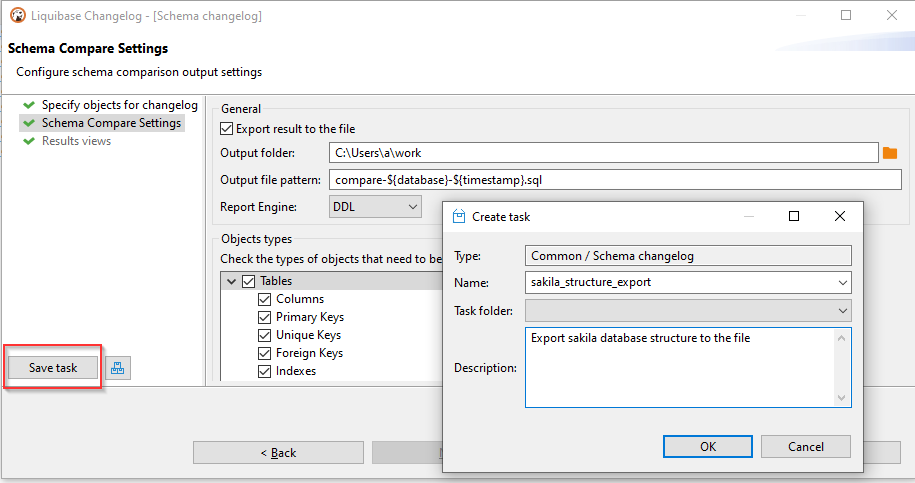 Liquibase Changelog - [Schema changelog]
Schema Compare Settings
Configure schema comparison output settings
Specify objects for changelog
Schema Compare Settings
Results views
General
Export result to the file
Output folder: C:\Users\a\work
Output file pattern: compare-${database}-${timestamp}.sql
Report Engine: DDL
Objects types
Check the types of objects that need to be
Tables
Columns
Primary Keys
Unique Keys
Foreign Keys
Indexes
Save task
< Back
Create task
Type: Common / Schema changelog
Name: sakila_structure_export
Task folder:
Description: Export sakila database structure to the file
OK Cancel